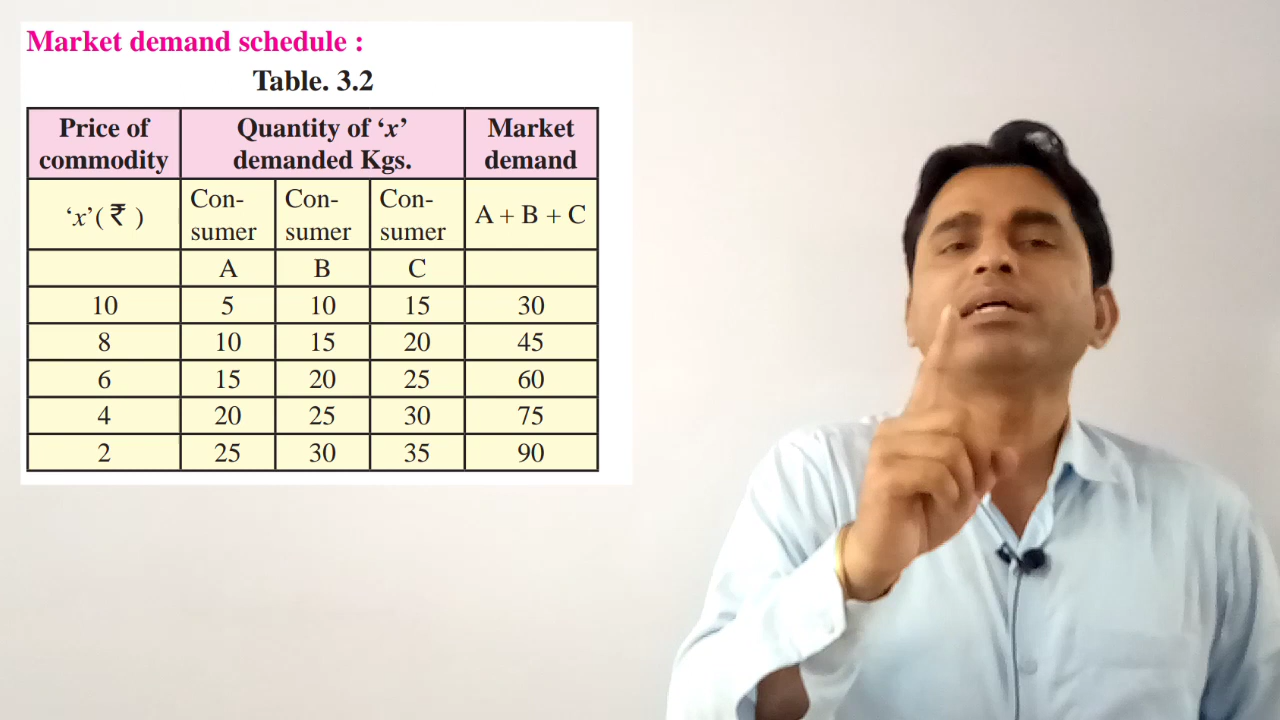 Market demand schedule :
Table. 3.2
Price of commodity Quantity of ‘x’ demanded Kgs. Market demand
‘x’( ₹ ) Con-sumer Con-sumer Con-sumer A + B + C
A B C
10 5 10 15 30
8 10 15 20 45
6 15 20 25 60
4 20 25 30 75
2 25 30 35 90